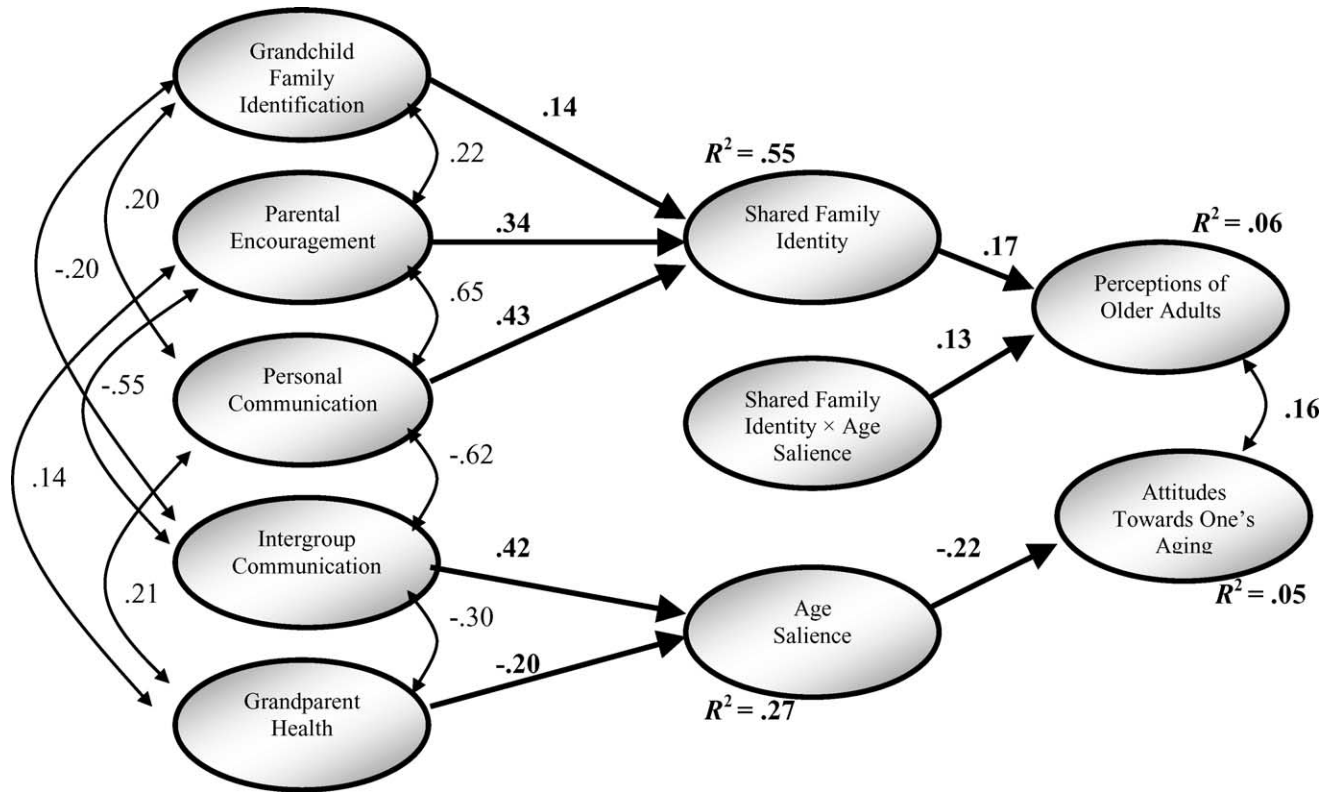 Grandchild
Family
Identification
.14
.22
R² = .55
.20
Parental
Encouragement
.34
Shared Family
Identity
R² = .06
.17
-.20
.65
Perceptions of
Older Adults
.43
.13
Personal
Communication
-.55
Shared Family
Identity × Age
Salience
.16
-.62
.14
Attitudes
Towards One’s
Aging
Intergroup
Communication
.42
-.22
.21
R² = .05
-.30
Age
Salience
-.20
Grandparent
Health
R² = .27